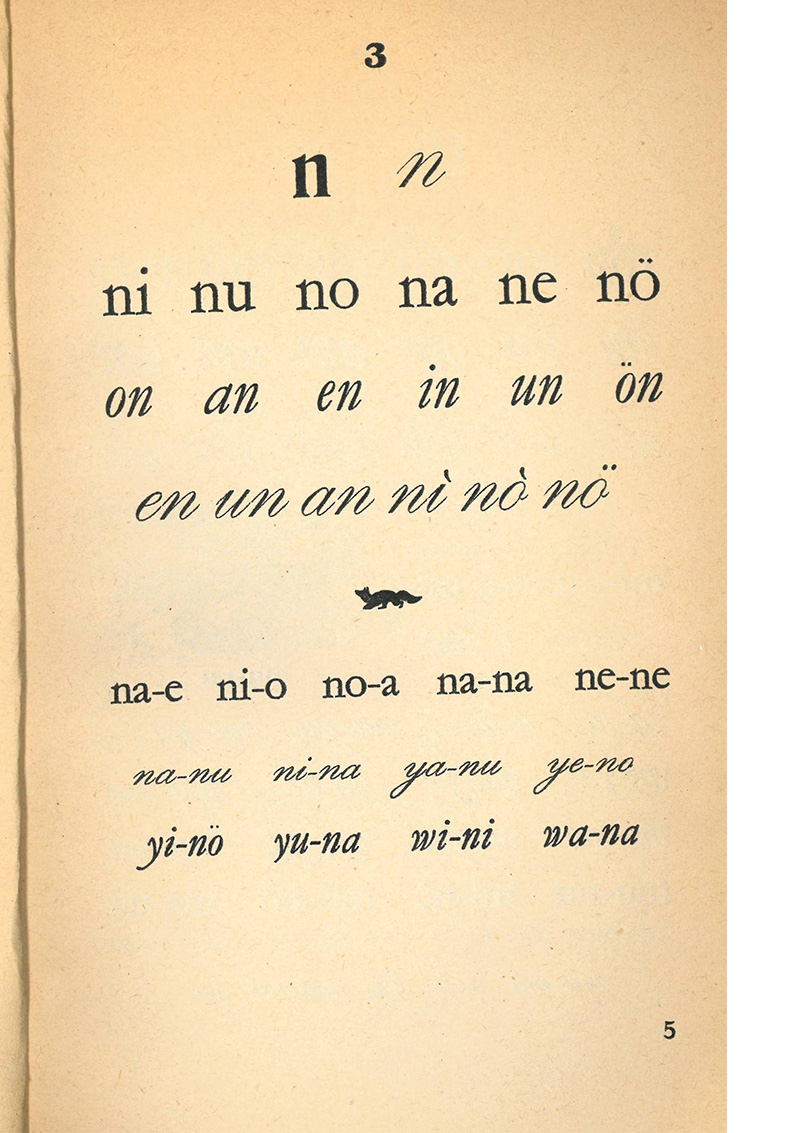 3
n n
ni nu no na ne nö
on an en in un ön
en un an nì nò nö
na-e ni-o no-a na-na ne-ne
na-nu ni-na ya-nu ye-no
yi-nö yu-na wi-ni wa-na
5